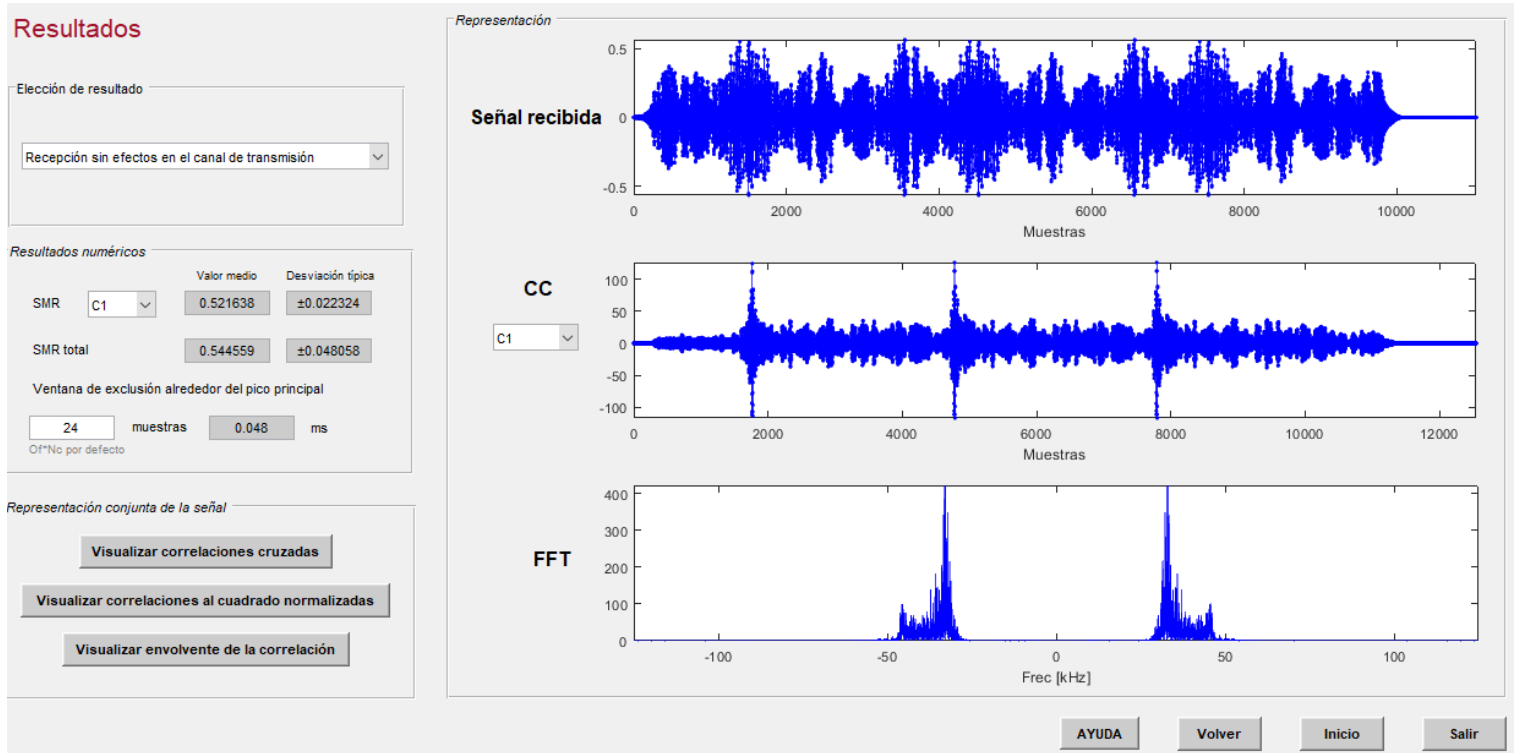 Resultados
Elección de resultado
Recepción sin efectos en el canal de transmisión
Resultados numéricos
Valor medio Desviación típica
SMR C1 0.521638 ±0.022324
SMR total 0.544559 ±0.048058
Ventana de exclusión alrededor del pico principal
24 muestras 0.048 ms
Of*Nc por defecto
Representación conjunta de la señal
Visualizar correlaciones cruzadas
Visualizar correlaciones al cuadrado normalizadas
Visualizar envolvente de la correlación
Representación
Señal recibida
0.5
0
-0.5
0 2000 4000 6000 8000 10000
Muestras
CC
C1
100
50
0
-50
-100
0 2000 4000 6000 8000 10000 12000
Muestras
FFT
400
300
200
100
0
-100 -50 0 50 100
Frec [kHz]
AYUDA Volver Inicio Salir